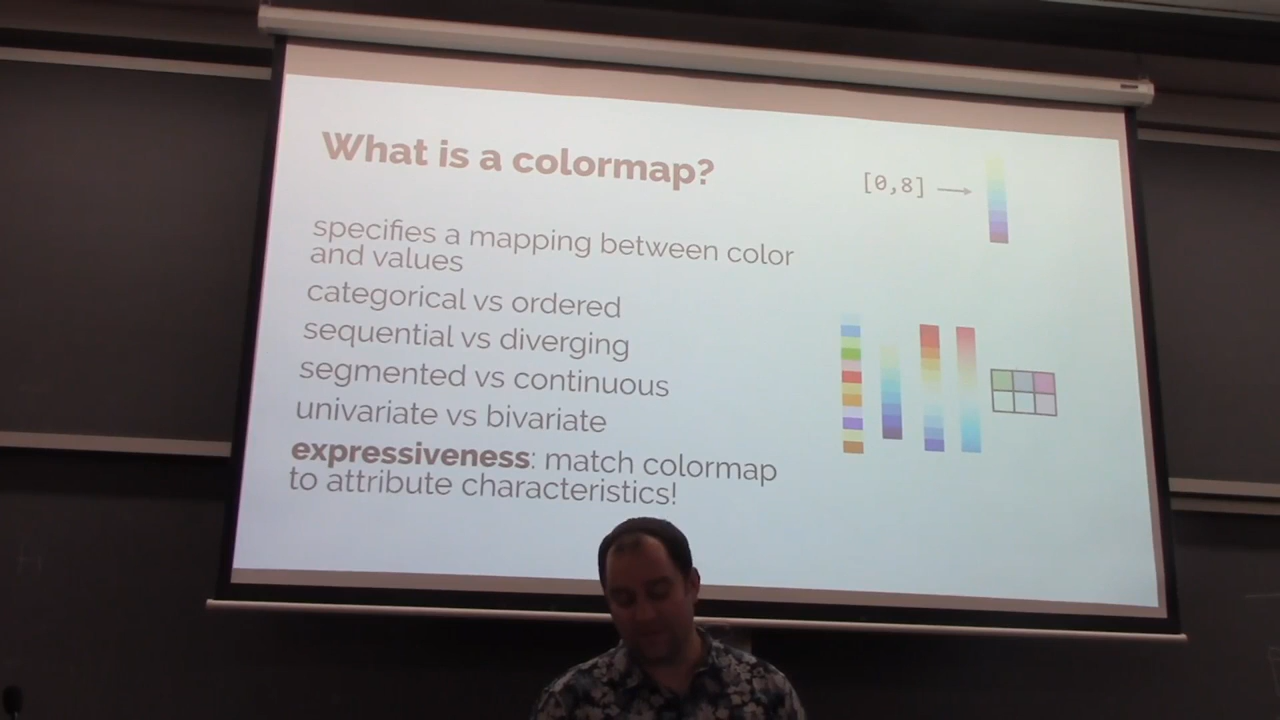 What is a colormap?
[0,8]
specifies a mapping between color
and values
categorical vs ordered
sequential vs diverging
segmented vs continuous
univariate vs bivariate
expressiveness: match colormap
to attribute characteristics!